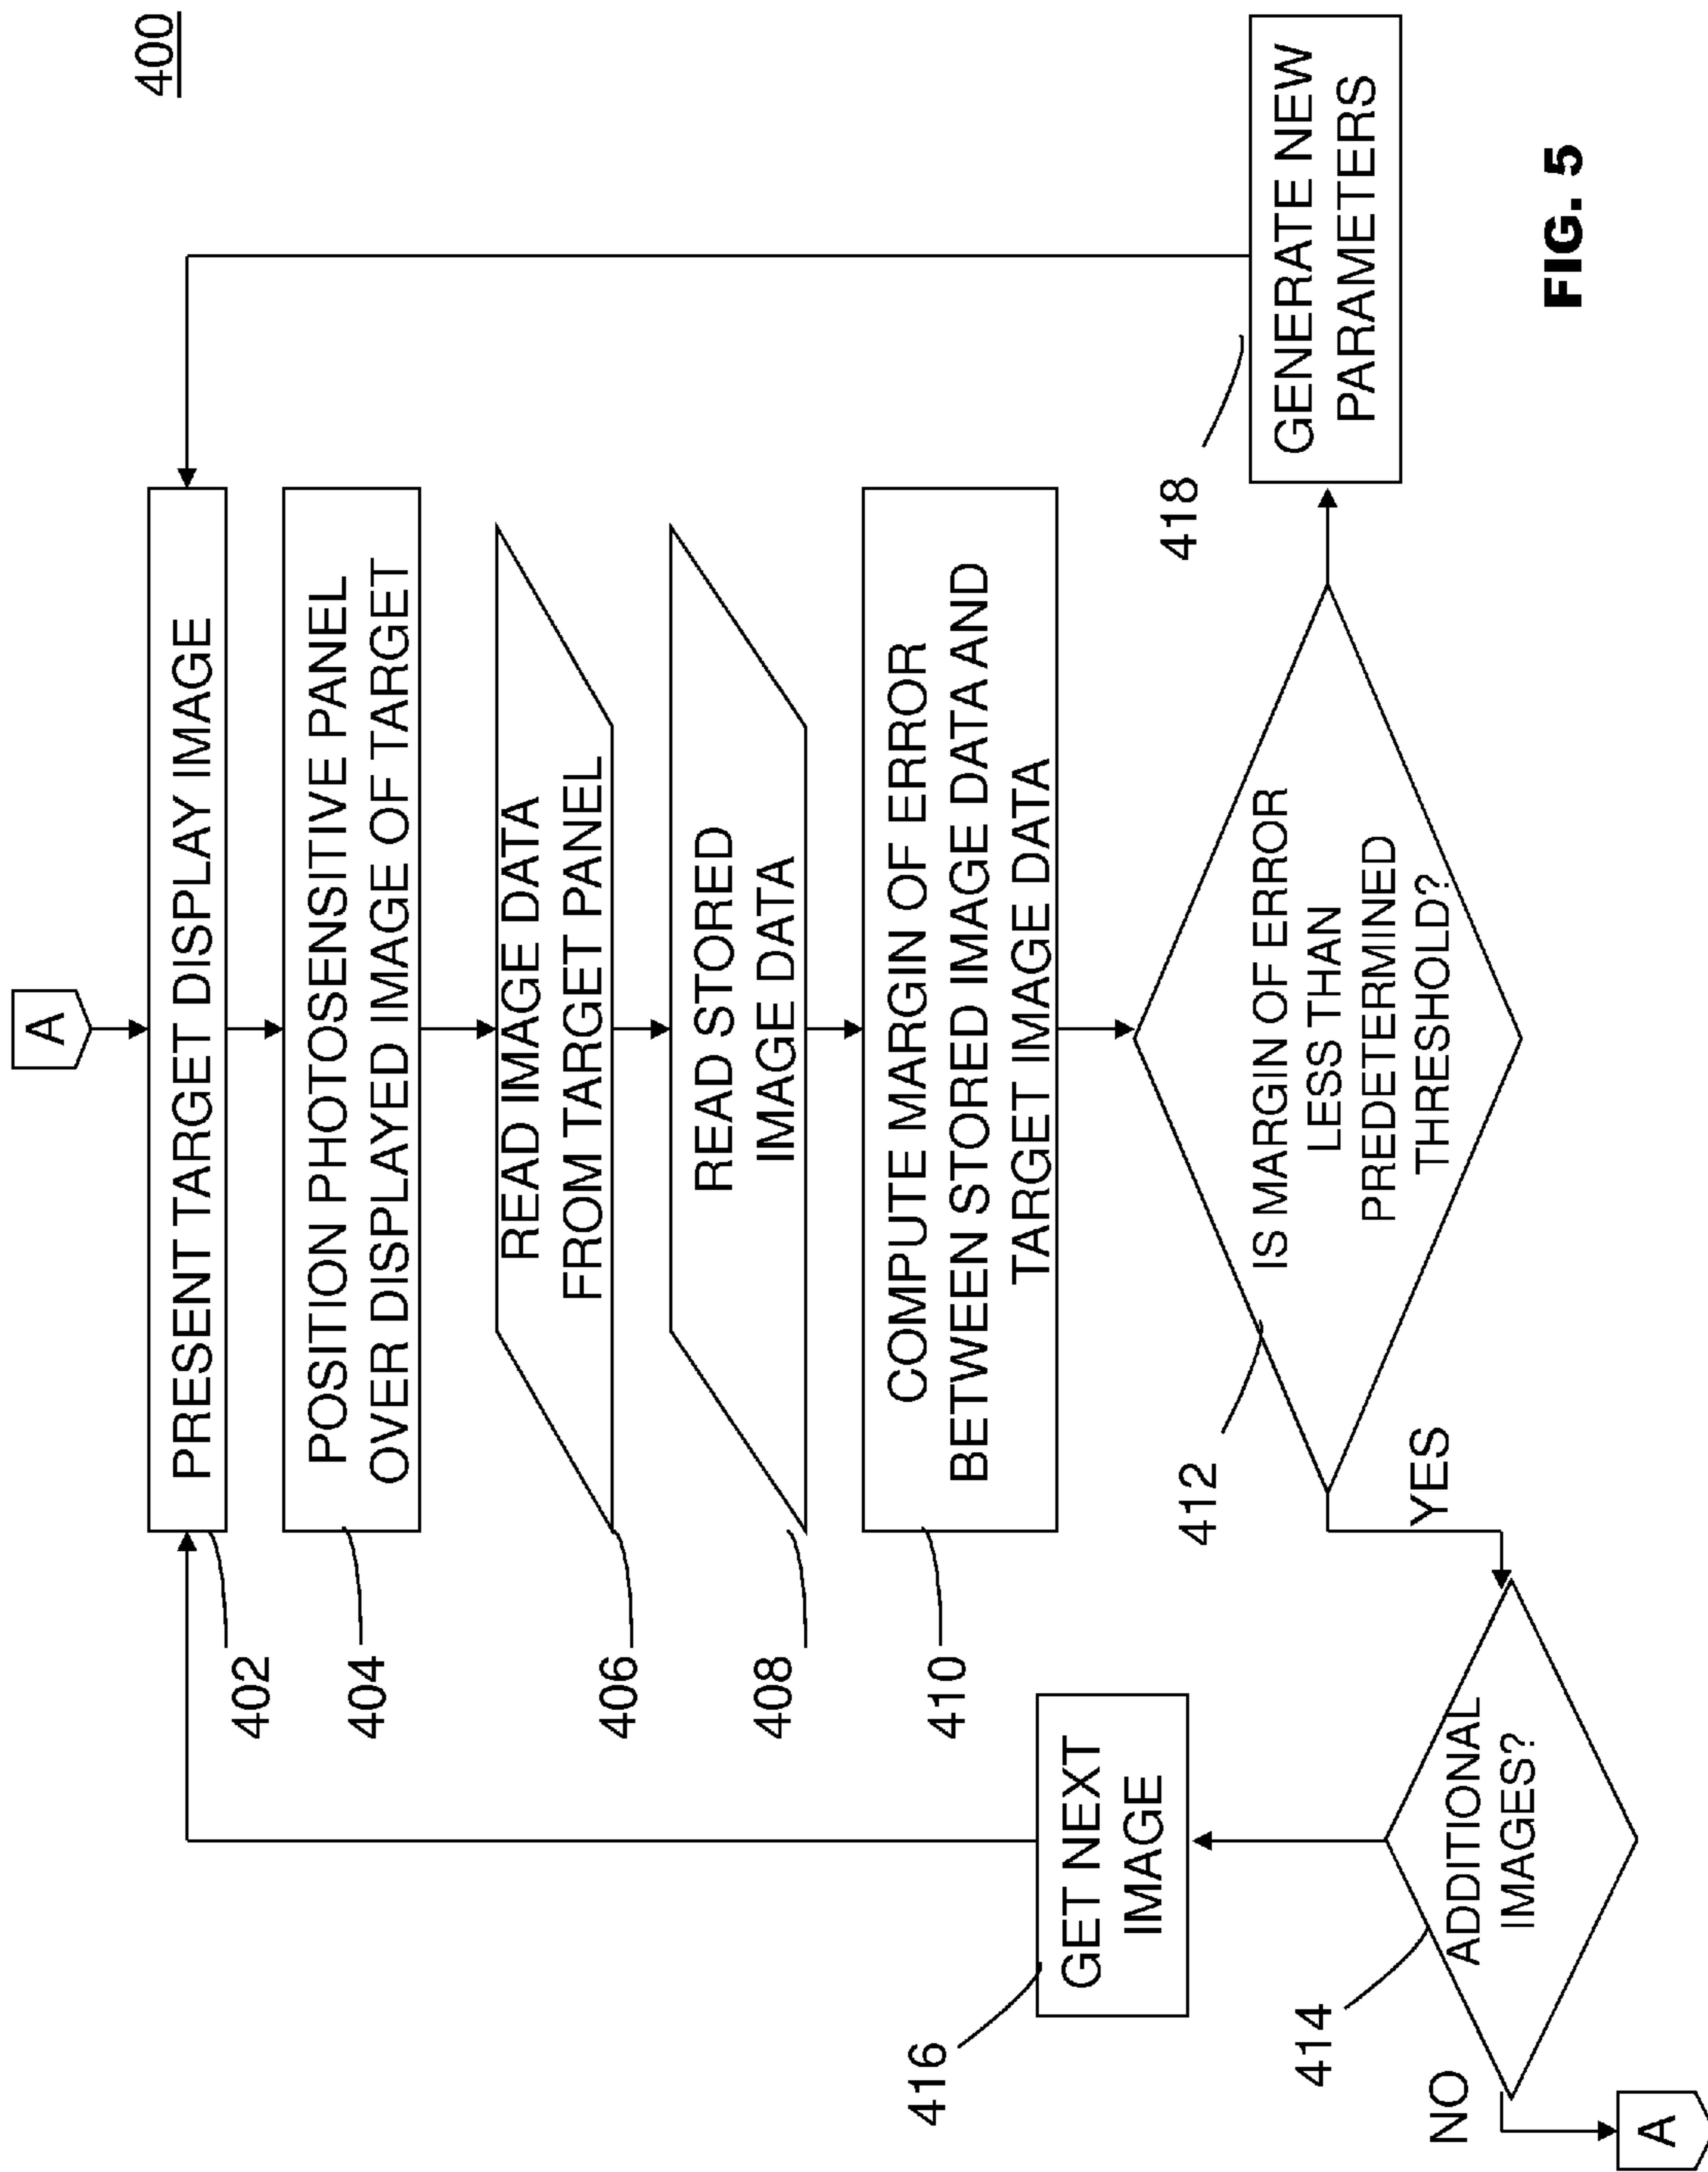 400
A
PRESENT TARGET DISPLAY IMAGE
402
POSITION PHOTOSENSITIVE PANEL
OVER DISPLAYED IMAGE OF TARGET
404
READ IMAGE DATA
FROM TARGET PANEL
406
READ STORED
IMAGE DATA
408
COMPUTE MARGIN OF ERROR
BETWEEN STORED IMAGE DATA AND
TARGET IMAGE DATA
410
IS MARGIN OF ERROR
LESS THAN
PREDETERMINED
THRESHOLD?
412
YES
418
GENERATE NEW
PARAMETERS
416
GET NEXT
IMAGE
414
ADDITIONAL
IMAGES?
NO
A
FIG. 5